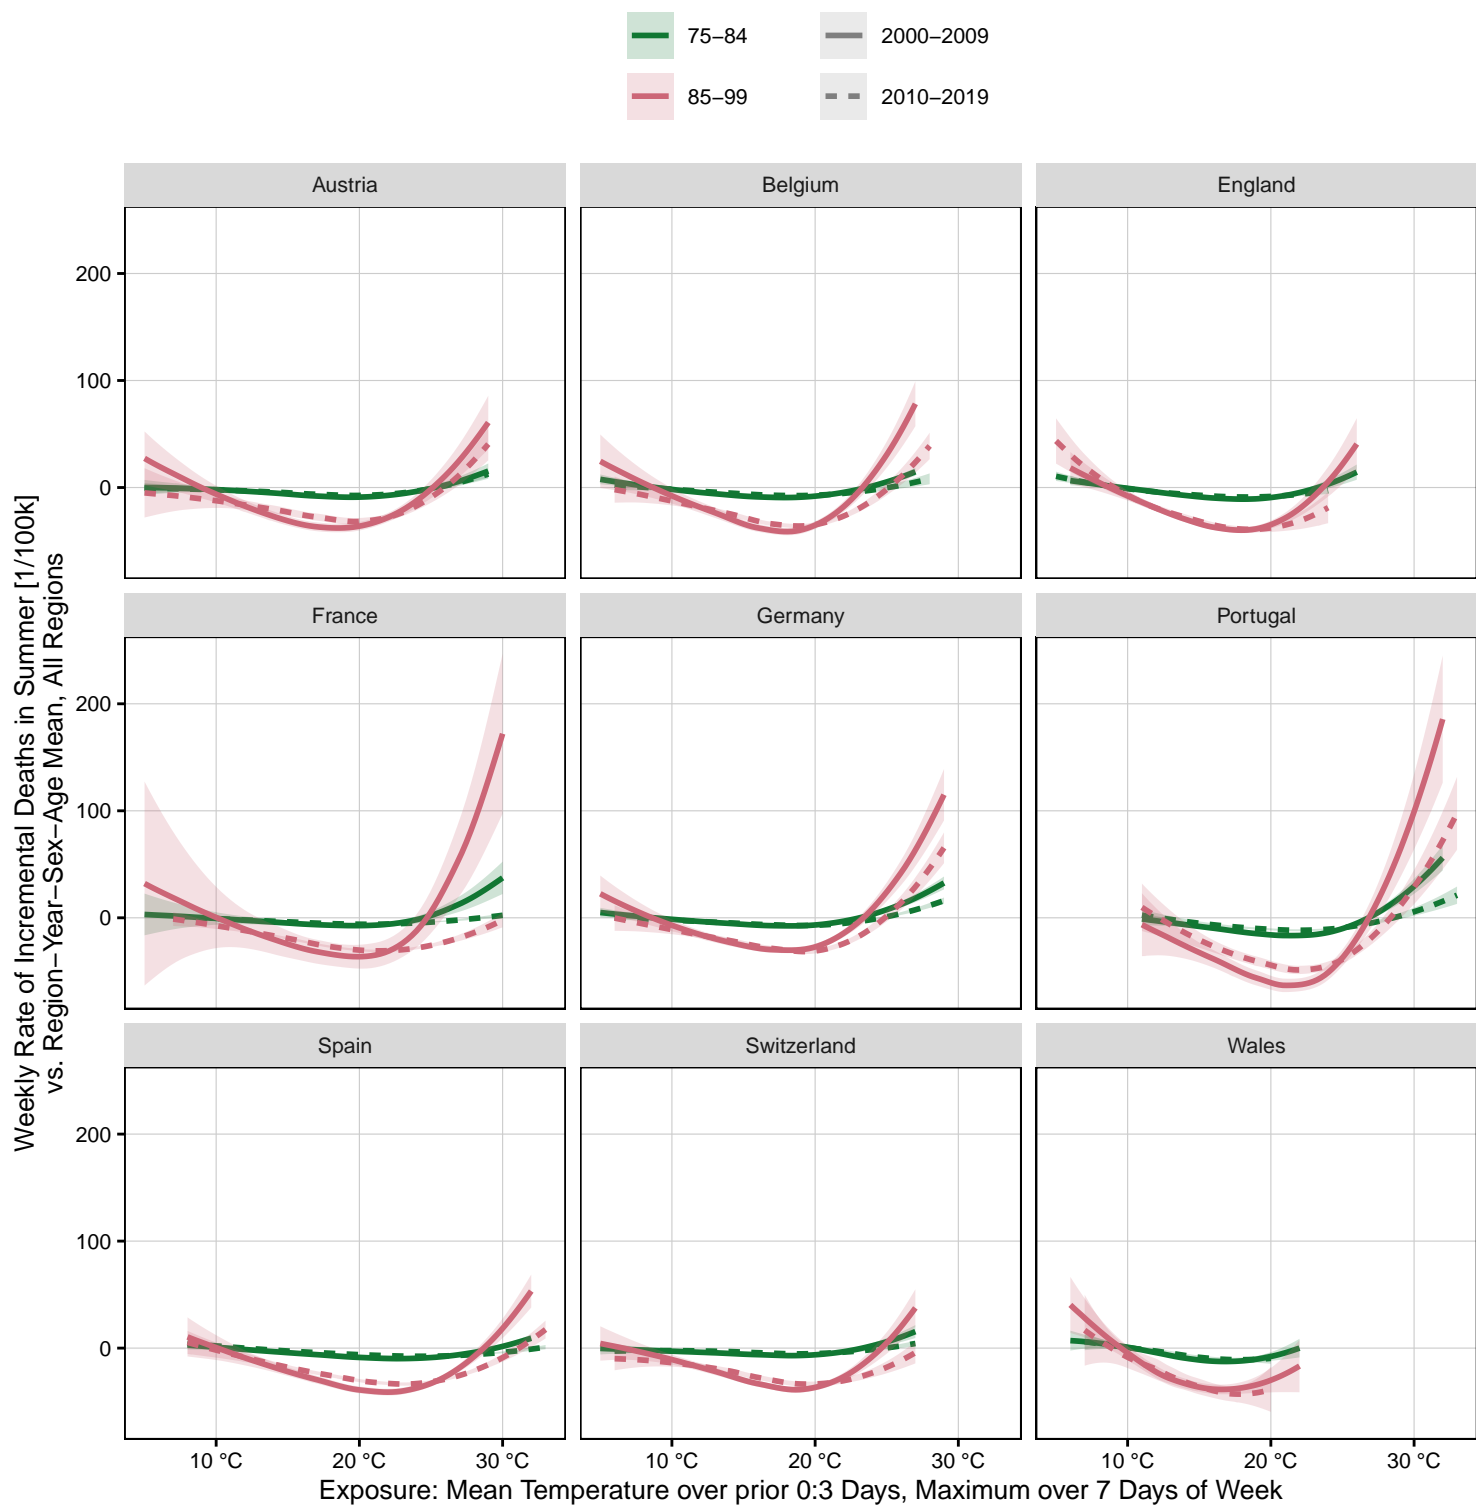 75−84 2000−2009
85−99 2010−2019
Austria Belgium England
200
100
0
France Germany Portugal
200
100
0
Spain Switzerland Wales
200
100
0
10 °C 20 °C 30 °C 10 °C 20 °C 30 °C 10 °C 20 °C 30 °C
Exposure: Mean Temperature over prior 0:3 Days, Maximum over 7 Days of Week
Weekly Rate of Incremental Deaths in Summer [1/100k]
vs. Region−Year−Sex−Age Mean, All Regions